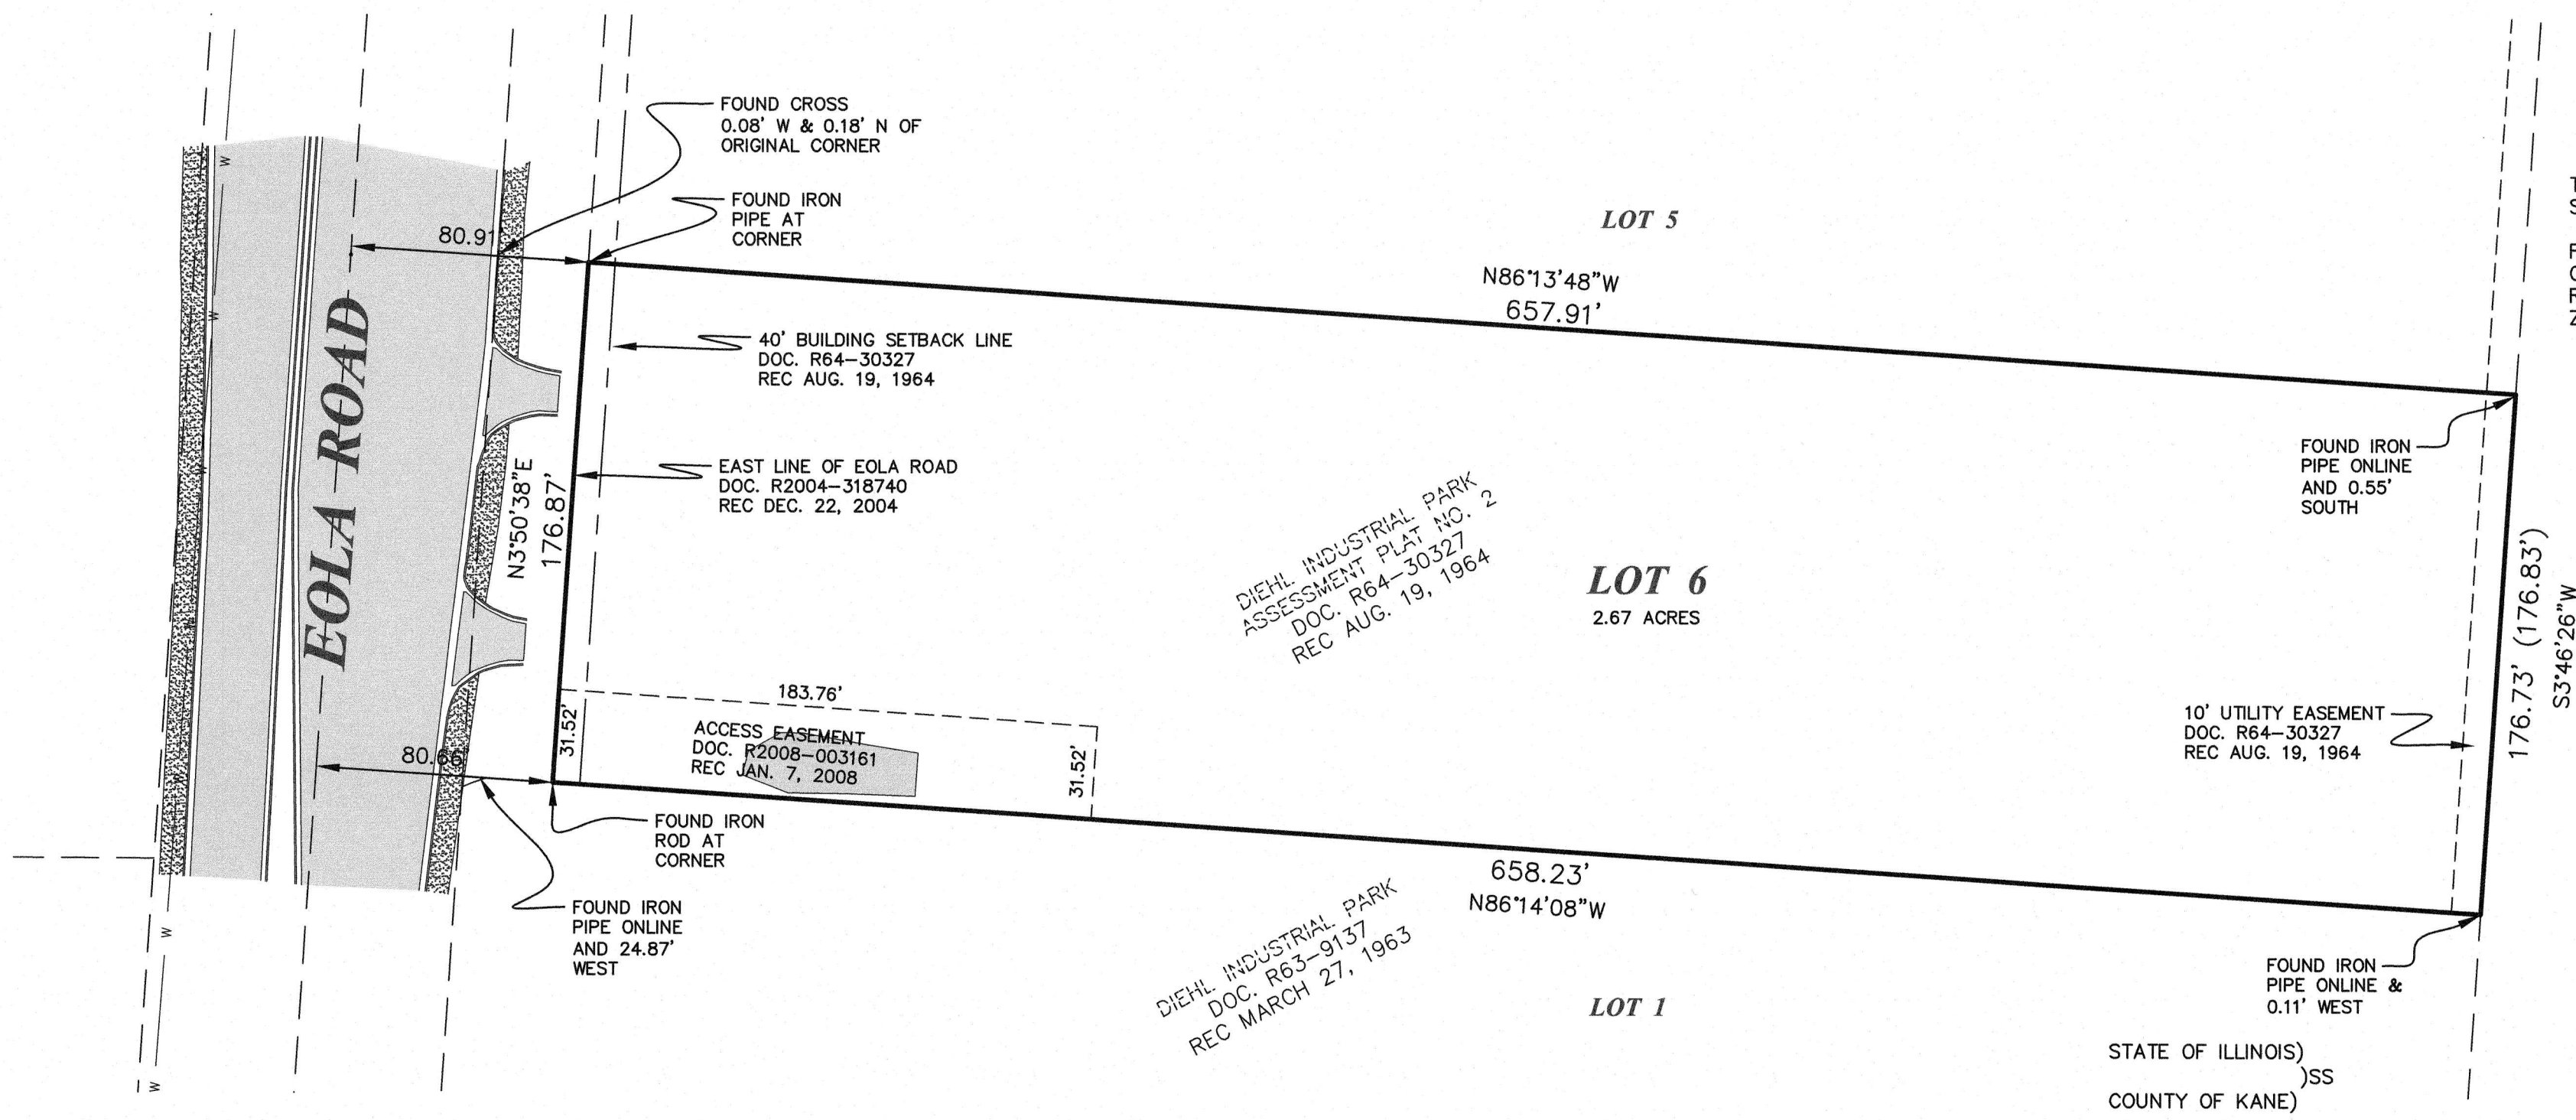 FOUND CROSS
0.08' W & 0.18' N OF
ORIGINAL CORNER
FOUND IRON
PIPE AT
CORNER
80.91'
LOT 5
N86°13'48"W
657.91'
40' BUILDING SETBACK LINE
DOC. R64-30327
REC AUG. 19, 1964
EOLA ROAD
N3°50'38"E
176.87'
EAST LINE OF EOLA ROAD
DOC. R2004-318740
REC DEC. 22, 2004
FOUND IRON
PIPE ONLINE
AND 0.55'
SOUTH
DIEHL INDUSTRIAL PARK
ASSESSMENT PLAT NO. 2
DOC. R64-30327
REC AUG. 19, 1964
LOT 6
2.67 ACRES
176.73' (176.83')
S3°46'26"W
183.76'
31.52'
ACCESS EASEMENT
DOC. R2008-003161
REC JAN. 7, 2008
31.52'
10' UTILITY EASEMENT
DOC. R64-30327
REC AUG. 19, 1964
80.66'
FOUND IRON
ROD AT
CORNER
FOUND IRON
PIPE ONLINE
AND 24.87'
WEST
658.23'
N86°14'08"W
DIEHL INDUSTRIAL PARK
DOC. R63-9137
REC MARCH 27, 1963
LOT 1
FOUND IRON
PIPE ONLINE &
0.11' WEST
STATE OF ILLINOIS)
)SS
COUNTY OF KANE)
W
W
W
W
W
W
W